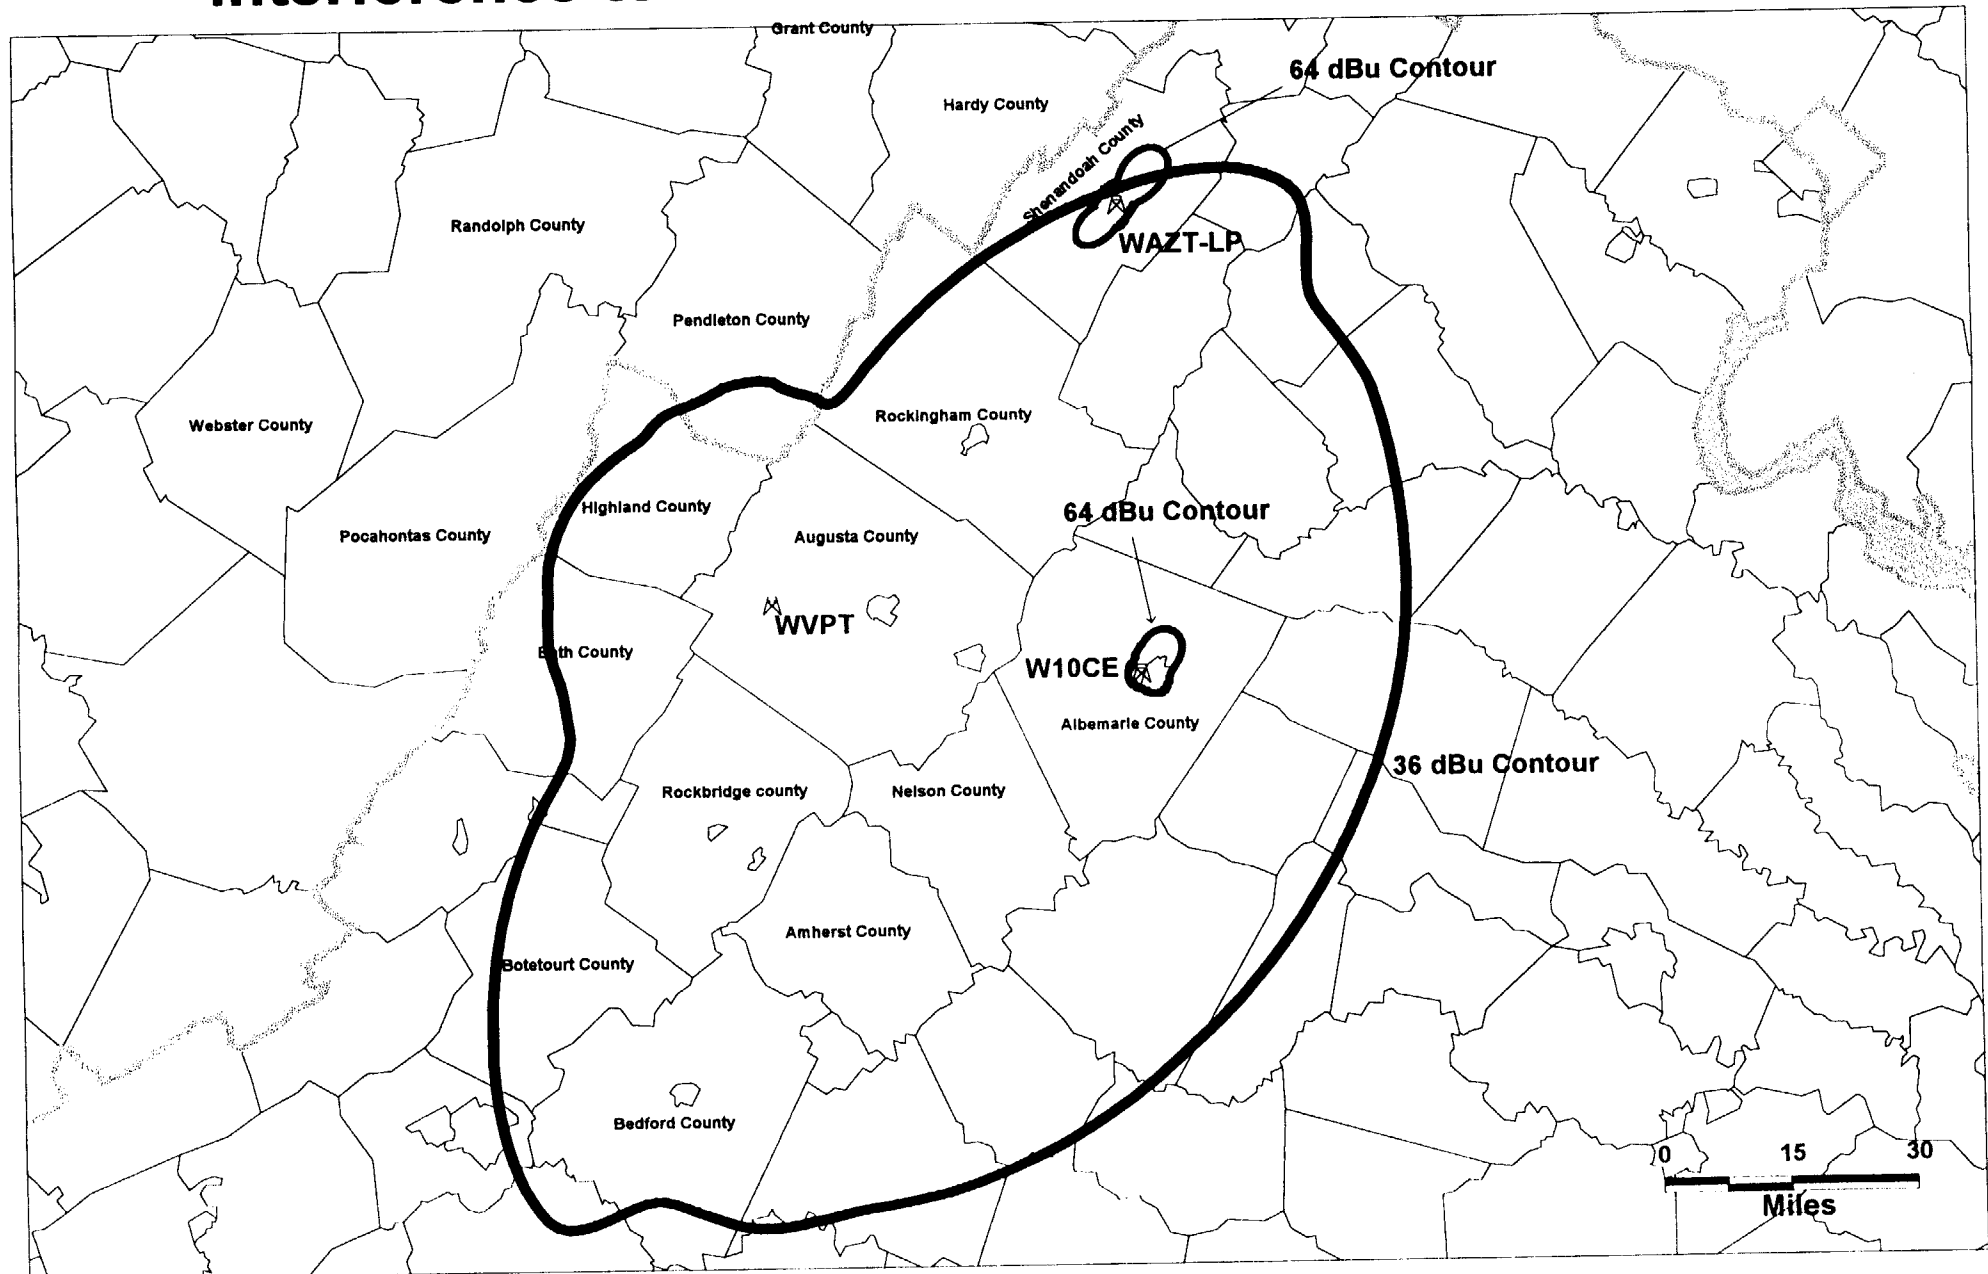 Grant County
64 dBu Contour
Hardy County
Shenandoah County
Randolph County
WAZT-LP
Pendleton County
Rockingham County
Webster County
64 dBu Contour
Highland County
Pocahontas County
Augusta County
WVPT
Bath County
W10CE
Albemarle County
36 dBu Contour
Rockbridge county
Nelson County
Amherst County
Botetourt County
Bedford County
0 15 30
Miles